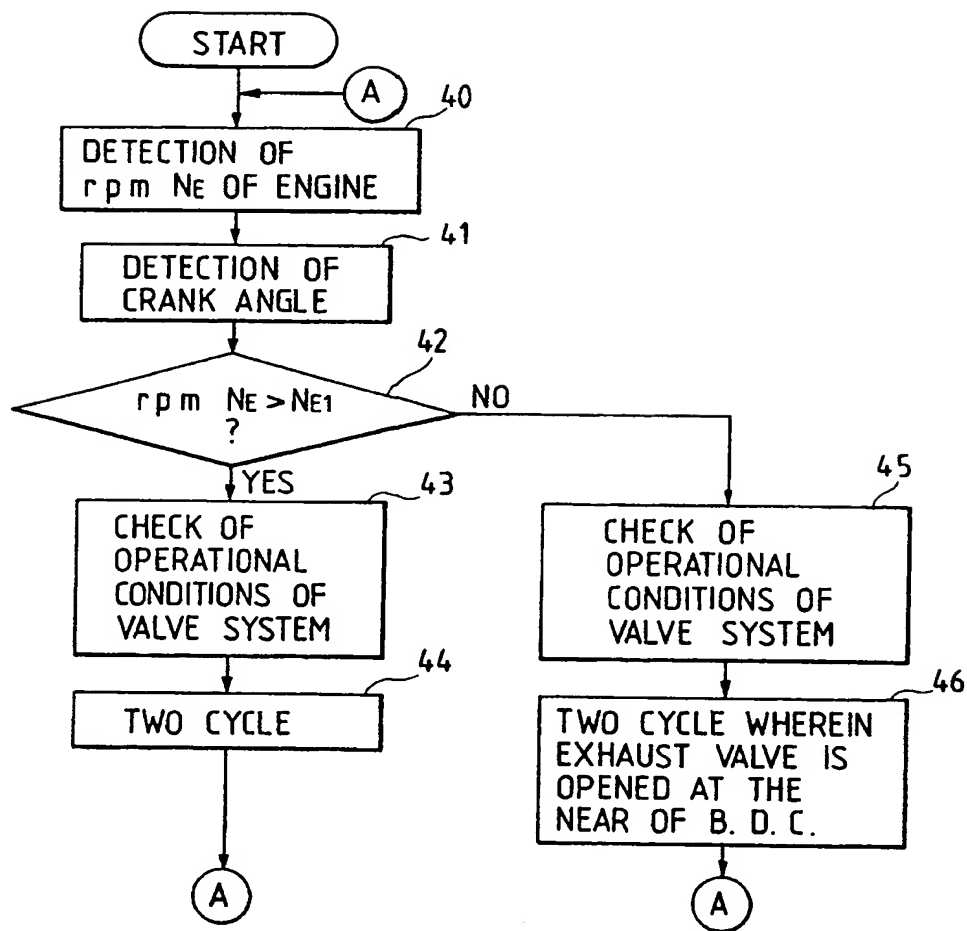 START
A
40
DETECTION OF
rpm NE OF ENGINE
41
DETECTION OF
CRANK ANGLE
42
rpm NE > NE1
?
NO
YES
43
CHECK OF
OPERATIONAL
CONDITIONS OF
VALVE SYSTEM
44
TWO CYCLE
A
45
CHECK OF
OPERATIONAL
CONDITIONS OF
VALVE SYSTEM
46
TWO CYCLE WHEREIN
EXHAUST VALVE IS
OPENED AT THE
NEAR OF B. D. C.
A